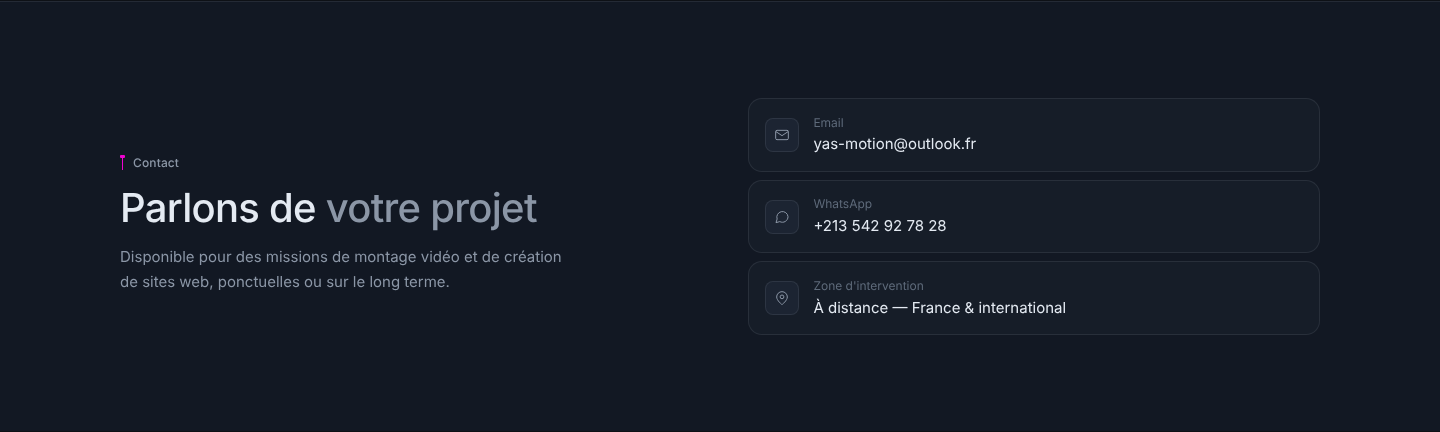 Contact
Parlons de votre projet
Disponible pour des missions de montage vidéo et de création
de sites web, ponctuelles ou sur le long terme.
Email
yas-motion@outlook.fr
WhatsApp
+213 542 92 78 28
Zone d'intervention
À distance — France & international